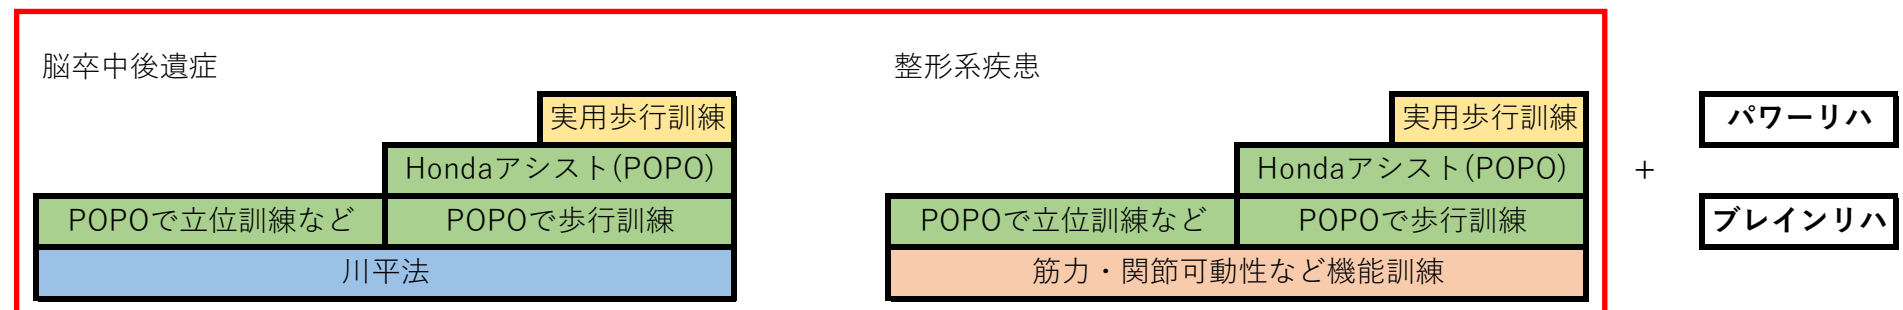 脳卒中後遺症
実用歩行訓練
Hondaアシスト(POPO)
POPOで立位訓練など
POPOで歩行訓練
川平法
整形系疾患
実用歩行訓練
Hondaアシスト(POPO)
POPOで立位訓練など
POPOで歩行訓練
筋力・関節可動性など機能訓練
+
パワーリハ
ブレインリハ